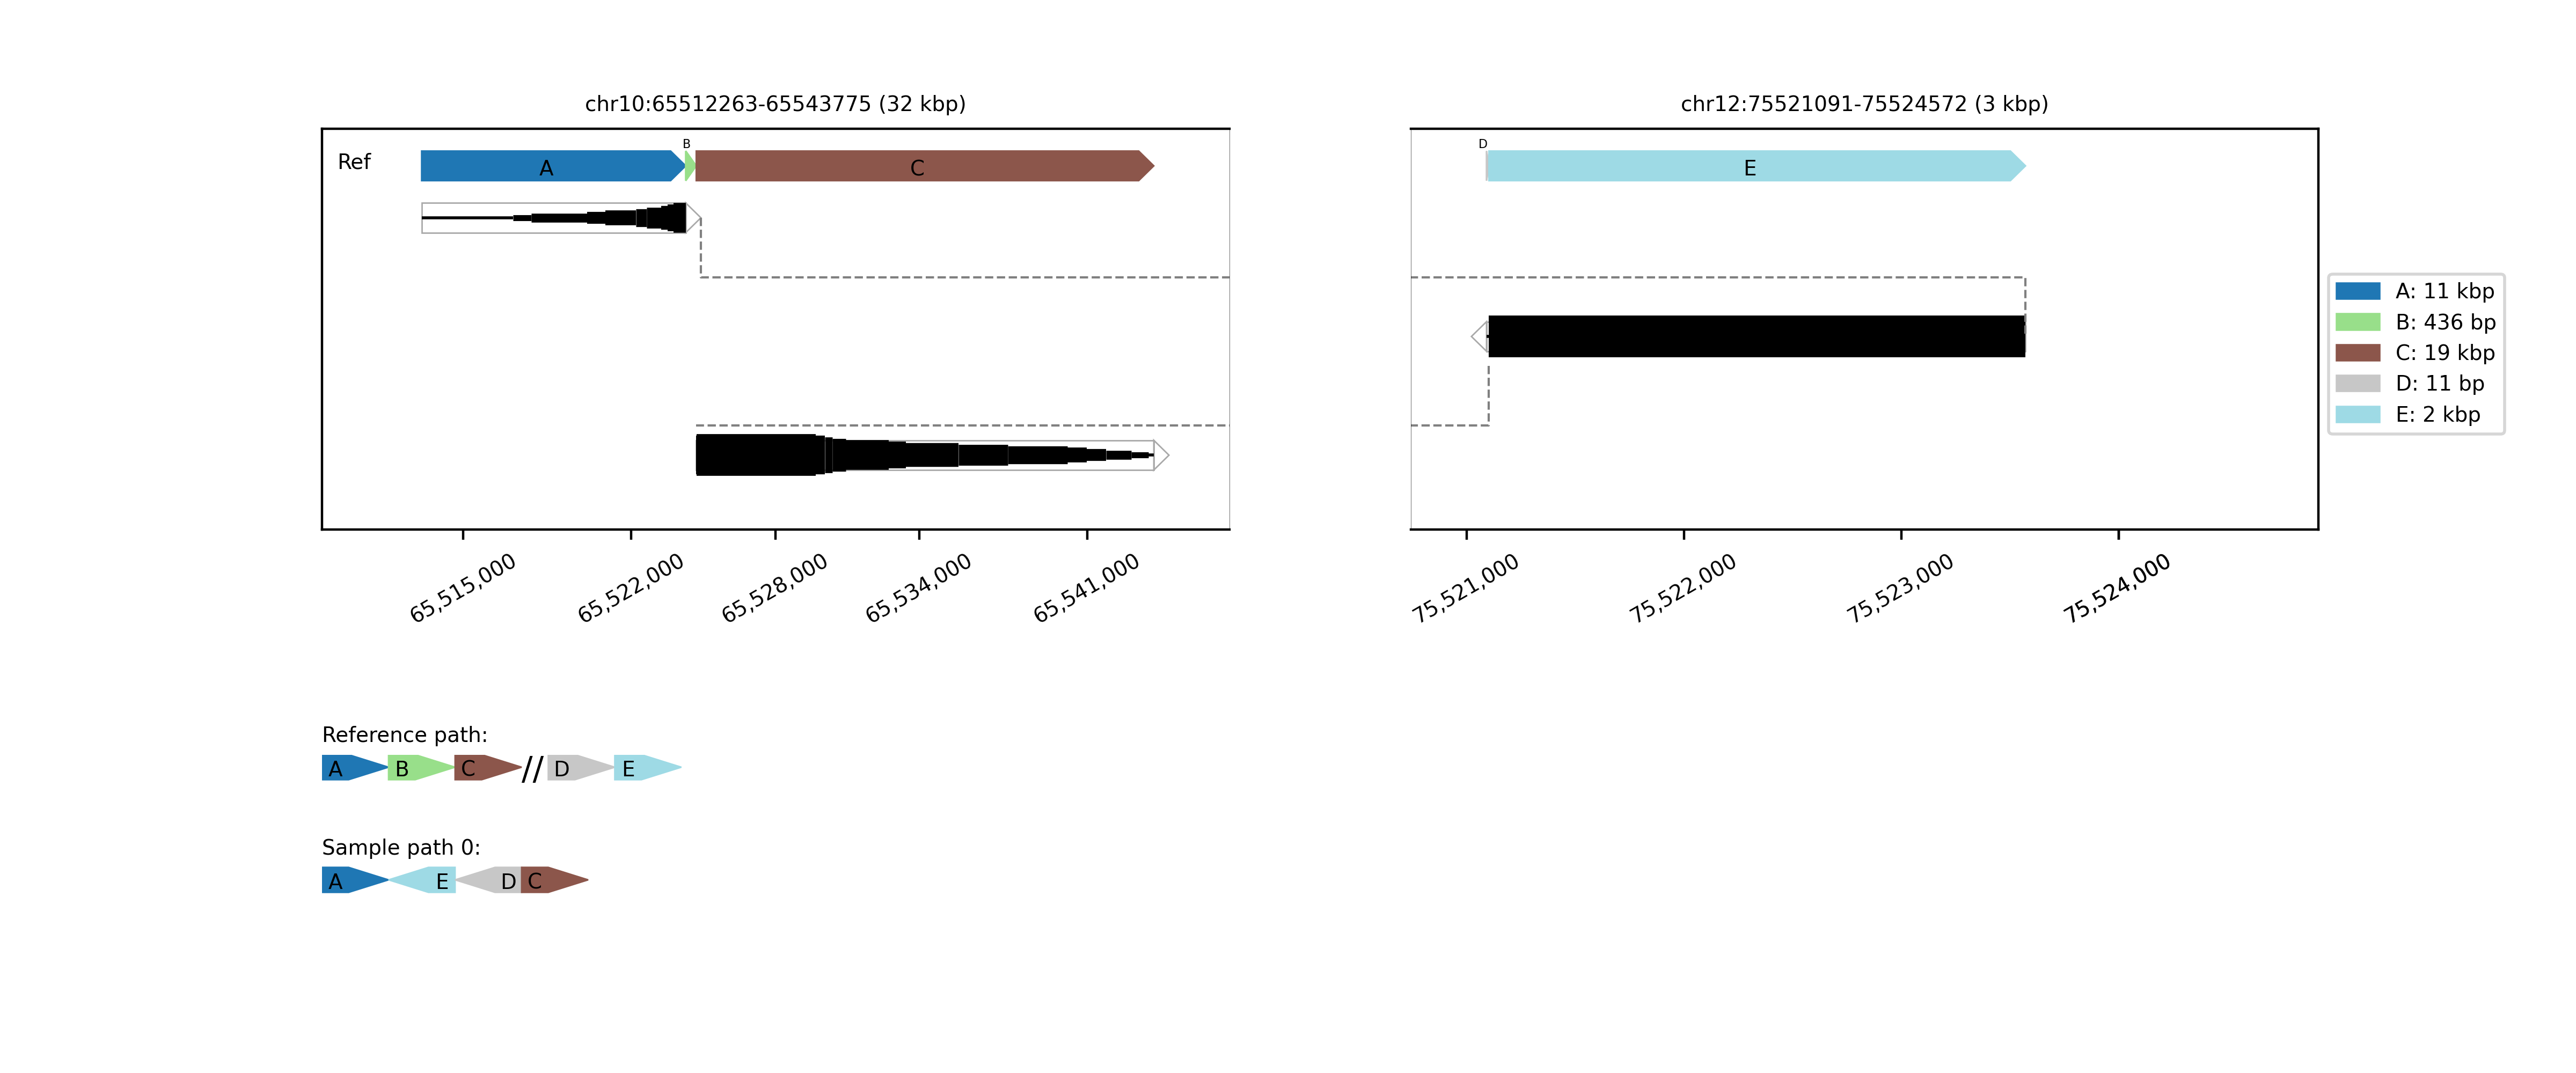 chr10:65512263-65543775 (32 kbp)
chr12:75521091-75524572 (3 kbp)
Ref
A
B
C
D
E
A: 11 kbp
B: 436 bp
C: 19 kbp
D: 11 bp
E: 2 kbp
65,515,000
65,522,000
65,528,000
65,534,000
65,541,000
75,521,000
75,522,000
75,523,000
75,524,000
Reference path:
A B C // D E
Sample path 0:
A E D C